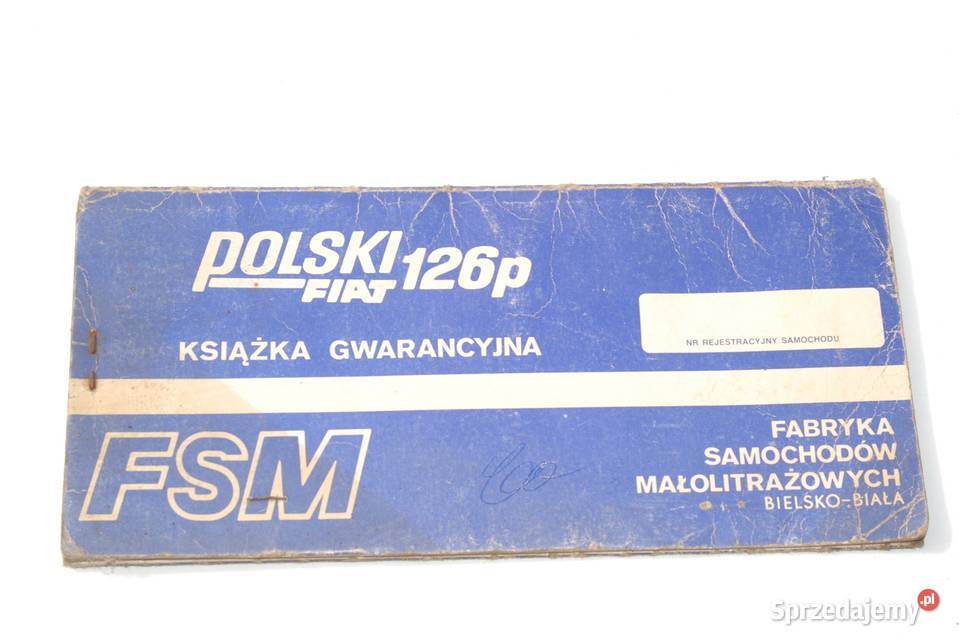 POLSKI
FIAT 126p
KSIĄŻKA GWARANCYJNA
NR REJESTRACYJNY SAMOCHODU
FSM
FABRYKA
SAMOCHODÓW
MAŁOLITRAŻOWYCH
BIELSKO-BIAŁA
Sprzedajemy.pl